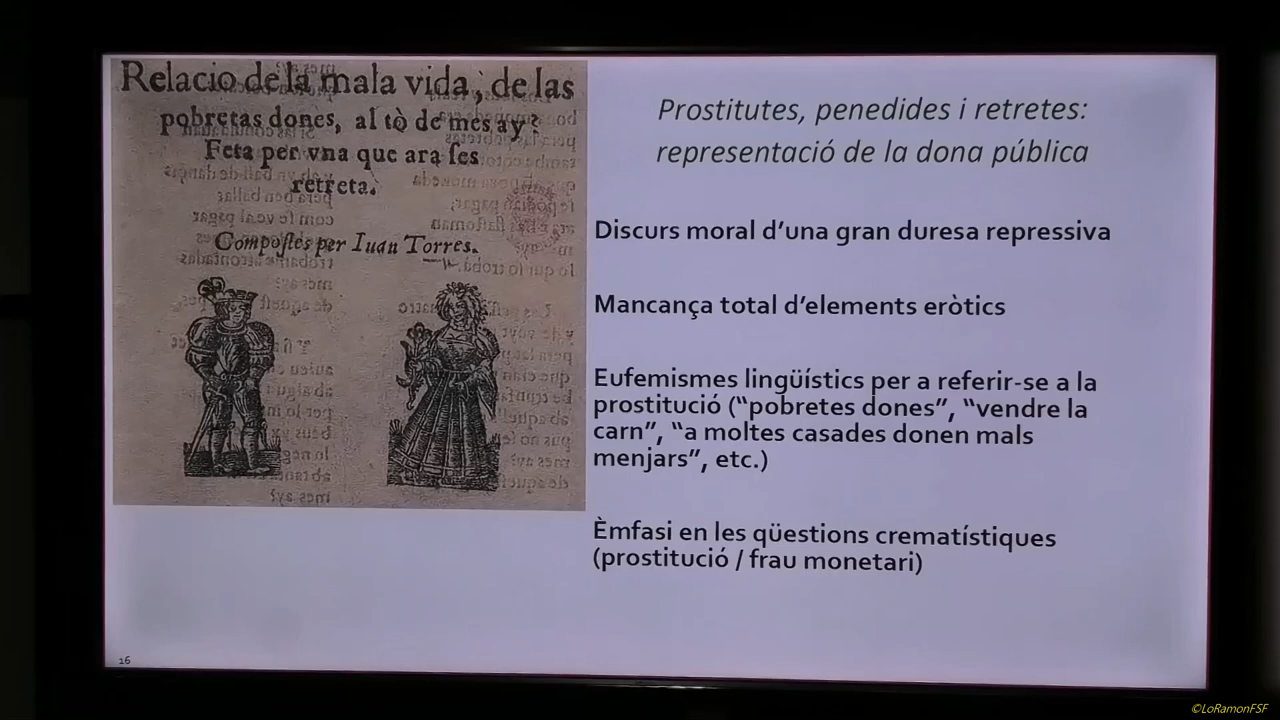 Relacio de la mala vida, de las
pobretas dones, al tò de mes ay?
Feta per vna que ara ſes
retreta.
Compoſtes per Iuan Torres.
Prostitutes, penedides i retretes:
representació de la dona pública
Discurs moral d’una gran duresa repressiva
Mancança total d’elements eròtics
Eufemismes lingüístics per a referir-se a la
prostitució (“pobretes dones”, “vendre la
carn”, “a moltes casades donen mals
menjars”, etc.)
Èmfasi en les qüestions crematístiques
(prostitució / frau monetari)
16
©LoRamonFSF